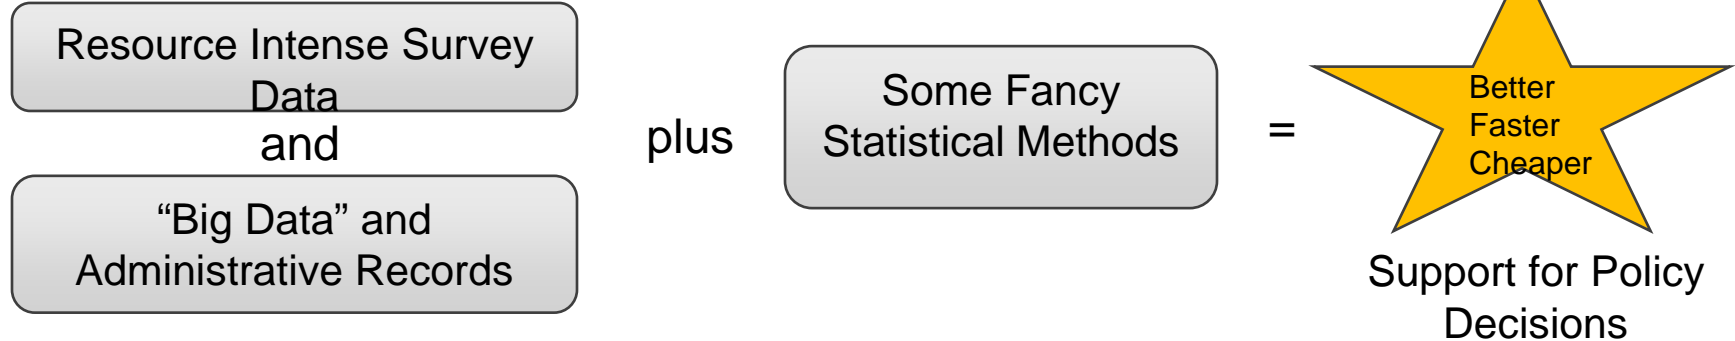 Resource Intense Survey
Data
and
“Big Data” and
Administrative Records
plus
Some Fancy
Statistical Methods
=
Better
Faster
Cheaper
Support for Policy
Decisions